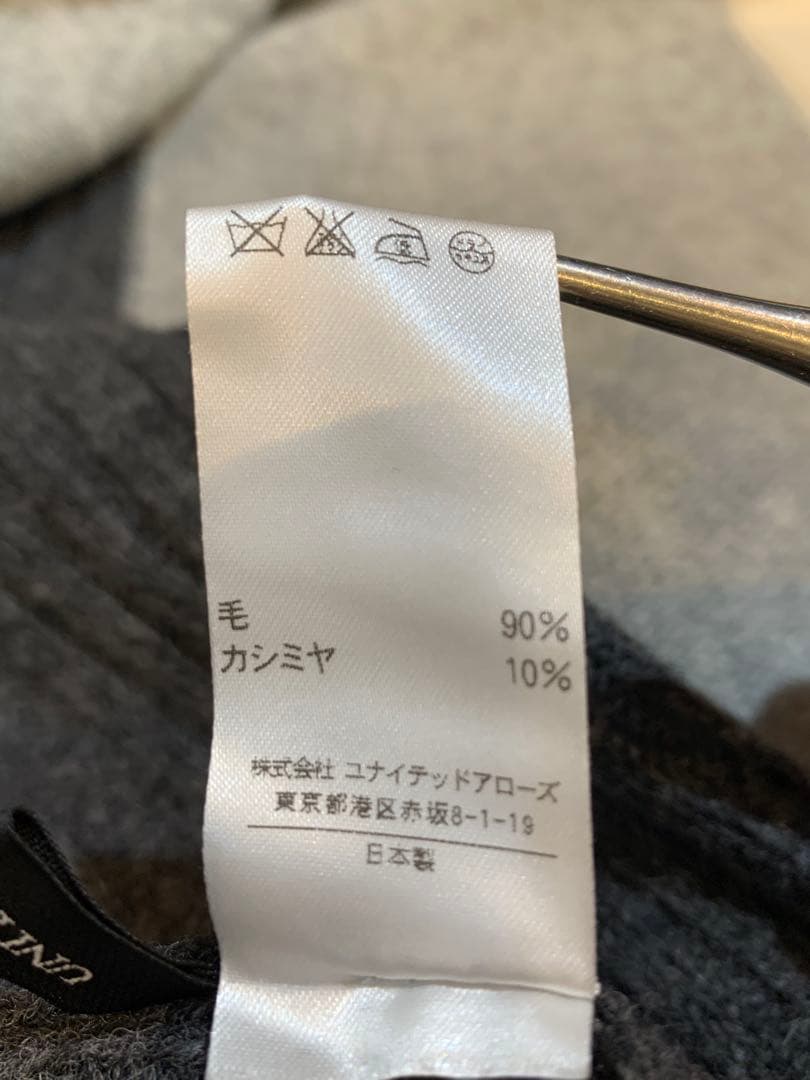 毛 90%
カシミヤ 10%
株式会社 ユナイテッドアローズ
東京都港区赤坂8-1-19
日本製
UNIT